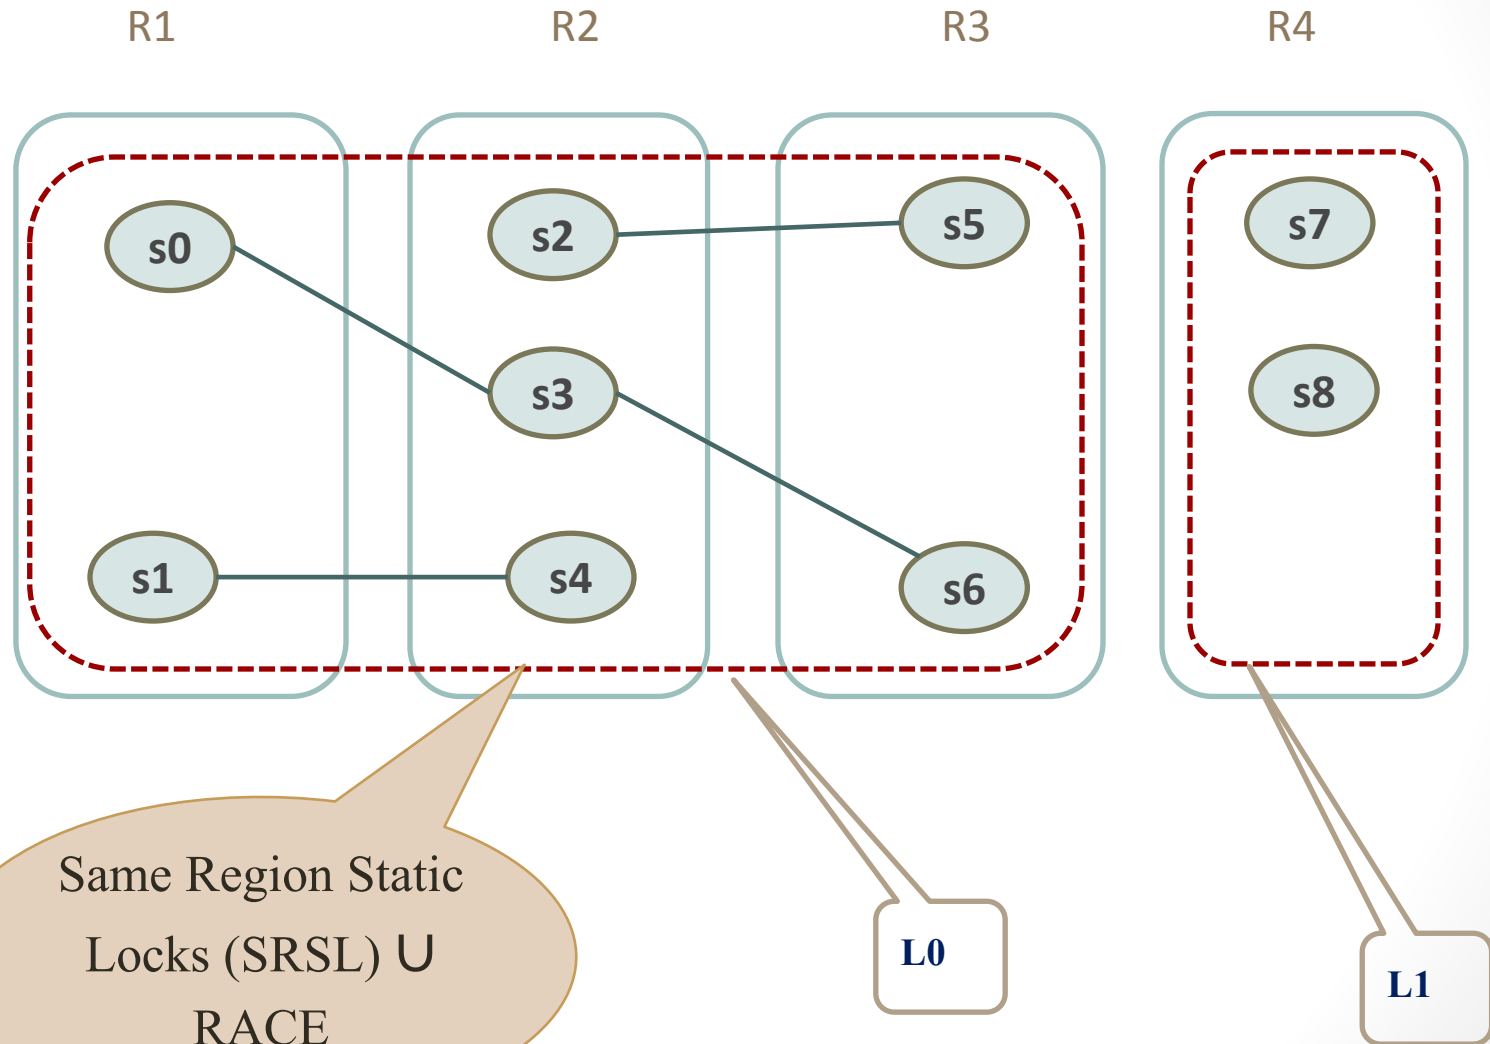 R1 R2 R3 R4
s0 s2 s5 s7
s3 s8
s1 s4 s6
Same Region Static
Locks (SRSL) ∪
RACE
L0
L1